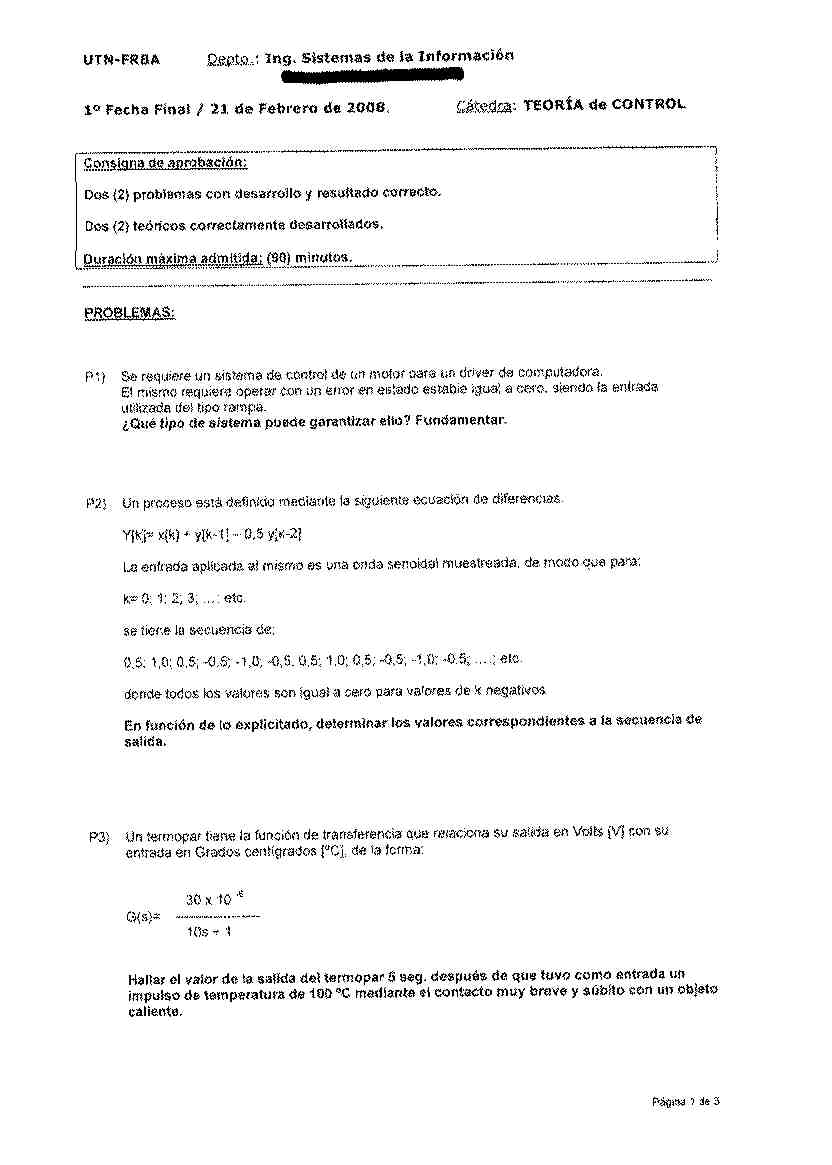 UTN-FRBA Depto.: Ing. Sistemas de la Información
1º Fecha Final / 21 de Febrero de 2008. Cátedra: TEORÍA de CONTROL
Consigna de aprobación:
Dos (2) problemas con desarrollo y resultado correcto.
Dos (2) teóricos correctamente desarrollados.
Duración máxima admitida: (90) minutos.
PROBLEMAS:
P1) Se requiere un sistema de control de un motor para un driver de computadora.
El mismo requiere operar con un error en estado estable igual a cero, siendo la entrada
utilizada del tipo rampa.
¿Qué tipo de sistema puede garantizar ello? Fundamentar.
P2) Un proceso está definido mediante la siguiente ecuación de diferencias.
Y[k]= x[k) + y[k-1] – 0,5 y[k-2]
La entrada aplicada al mismo es una onda senoidal muestreada, de modo que para:
k= 0; 1; 2; 3; ...; etc.
se tiene la secuencia de:
0,5; 1,0; 0,5; -0,5; -1,0; -0,5; 0,5; 1,0; 0,5; -0,5; -1,0; -0,5; ....; etc.
donde todos los valores son igual a cero para valores de k negativos
En función de lo explicitado, determinar los valores correspondientes a la secuencia de
salida.
P3) Un termopar tiene la función de transferencia que relaciona su salida en Volts [V] con su
entrada en Grados centígrados [ºC], de la forma:
30 x 10 -6
G(s)= ------------------
10s + 1
Hallar el valor de la salida del termopar 5 seg. después de que tuvo como entrada un
impulso de temperatura de 100 ºC mediante el contacto muy breve y súbito con un objeto
caliente.
Página 1 de 3